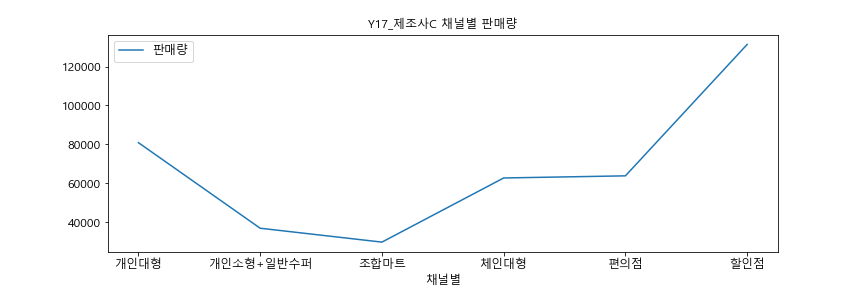 Y17_제조사C 채널별 판매량
판매량
120000
100000
80000
60000
40000
개인대형 개인소형+일반수퍼 조합마트 체인대형 편의점 할인점
채널별